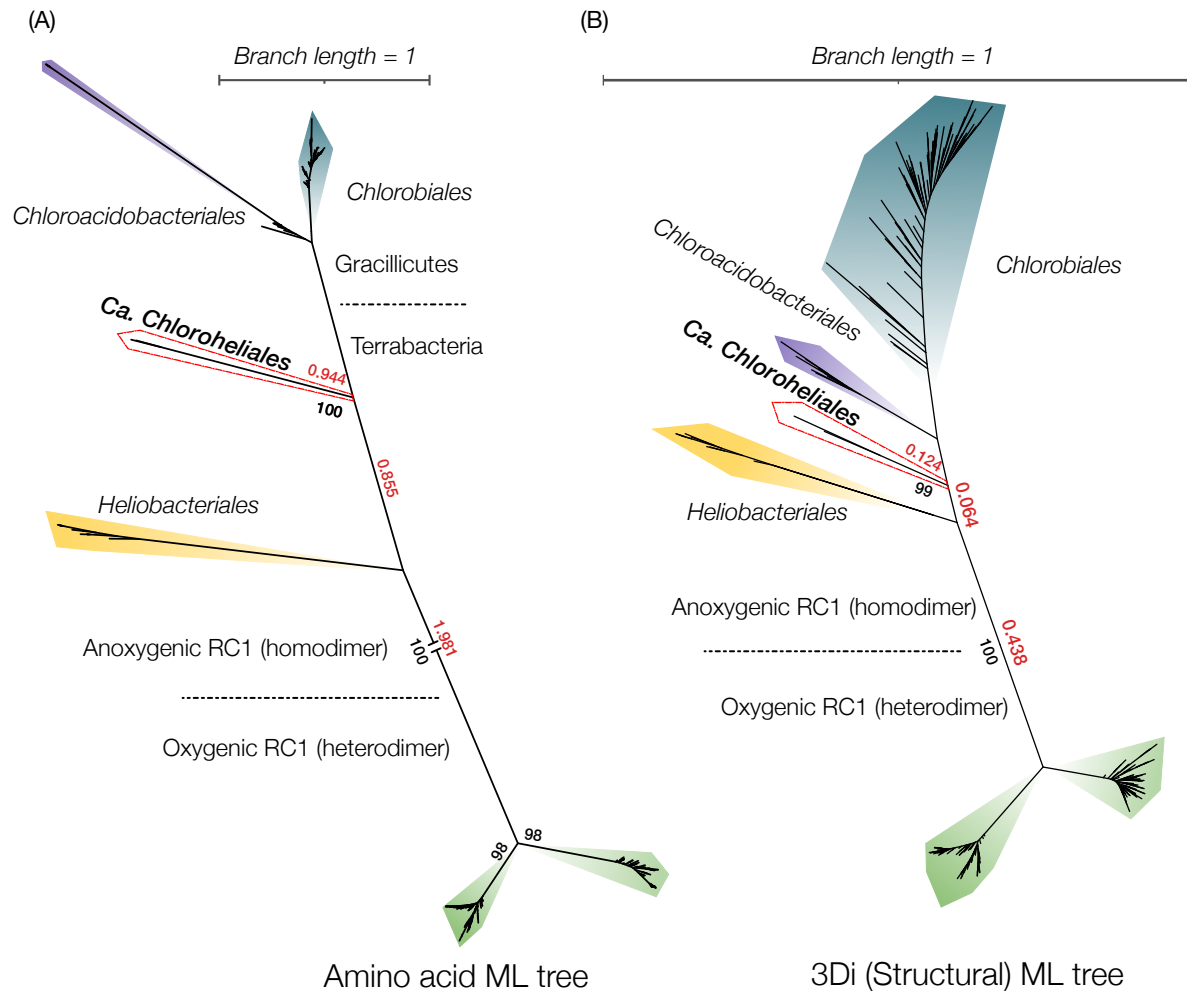 (A)
Branch length = 1
Chlorobiales
Chloroacidobacteriales
Gracillicutes
Terrabacteria
Ca. Chloroheliales
0.944
100
0.855
Heliobacteriales
Anoxygenic RC1 (homodimer)
1.981
100
Oxygenic RC1 (heterodimer)
98
98
Amino acid ML tree
(B)
Branch length = 1
Chlorobiales
Chloroacidobacteriales
Ca. Chloroheliales
0.124
99
0.064
Heliobacteriales
Anoxygenic RC1 (homodimer)
0.438
100
Oxygenic RC1 (heterodimer)
3Di (Structural) ML tree